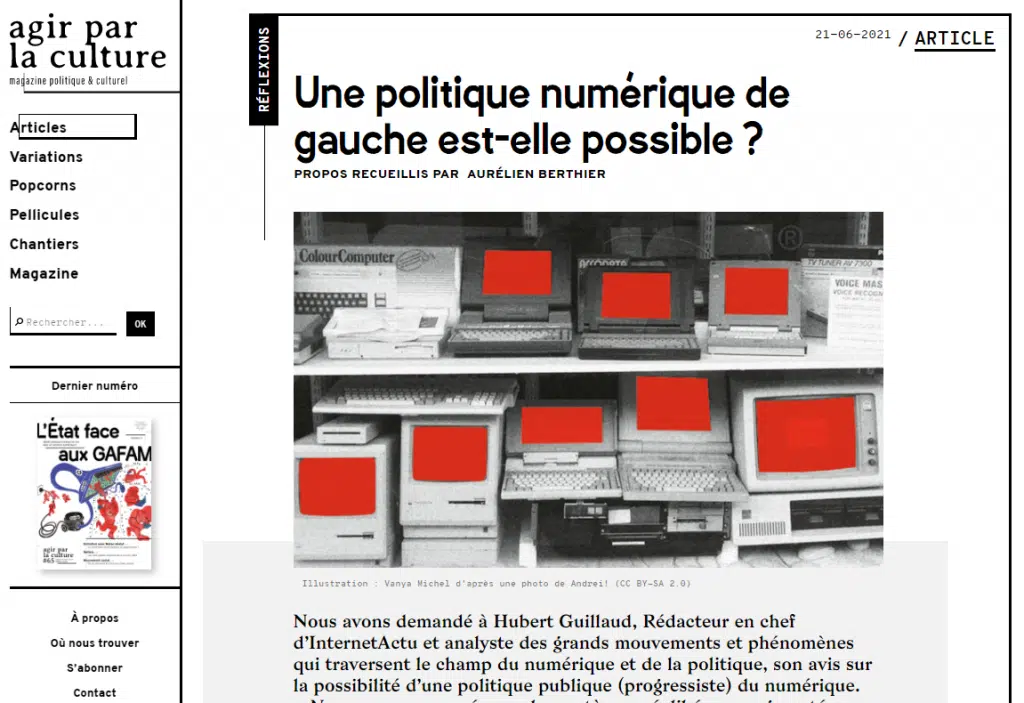 agir par
la culture
magazine politique & culturel
Articles
Variations
Popcorns
Pellicules
Chantiers
Magazine
Rechercher...
OK
Dernier numéro
L'État face
aux GAFAM
agir par
la culture
#65
À propos
Où nous trouver
S'abonner
Contact
RÉFLEXIONS
21-06-2021 / ARTICLE
Une politique numérique de
gauche est-elle possible ?
PROPOS RECUEILLIS PAR AURÉLIEN BERTHIER
ColourComputer
®
TV TUNER AV 7300
VOICE MAS
VOICE RECOGN
Illustration : Vanya Michel d'après une photo de Andrei! (CC BY-SA 2.0)
Nous avons demandé à Hubert Guillaud, Rédacteur en chef
d'InternetActu et analyste des grands mouvements et phénomènes
qui traversent le champ du numérique et de la politique, son avis sur
la possibilité d'une politique publique (progressiste) du numérique.